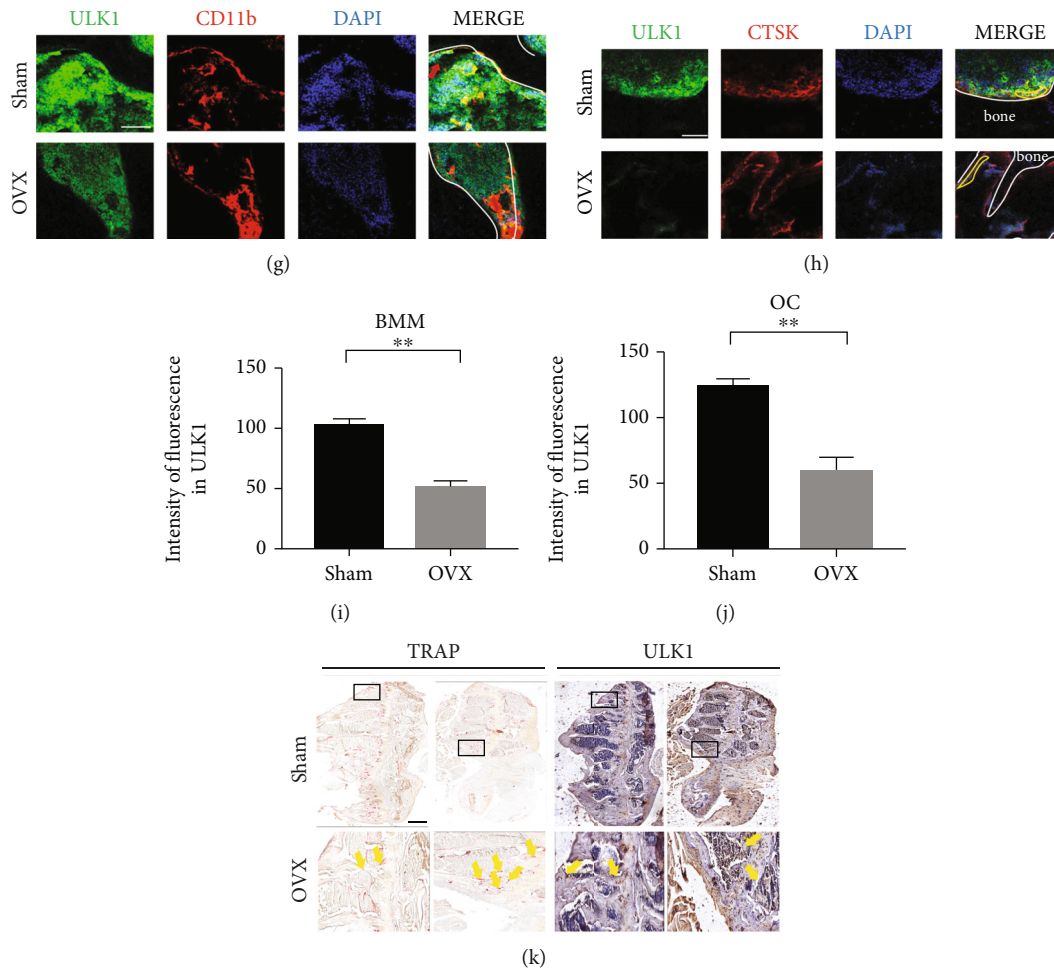 ULK1 CD11b DAPI MERGE
Sham
OVX
(g)
ULK1 CTSK DAPI MERGE
Sham
bone
OVX
bone
(h)
BMM
**
Intensity of fluorescence
in ULK1
150
100
50
0
Sham OVX
(i)
OC
**
Intensity of fluorescence
in ULK1
150
100
50
0
Sham OVX
(j)
TRAP ULK1
Sham
OVX
(k)